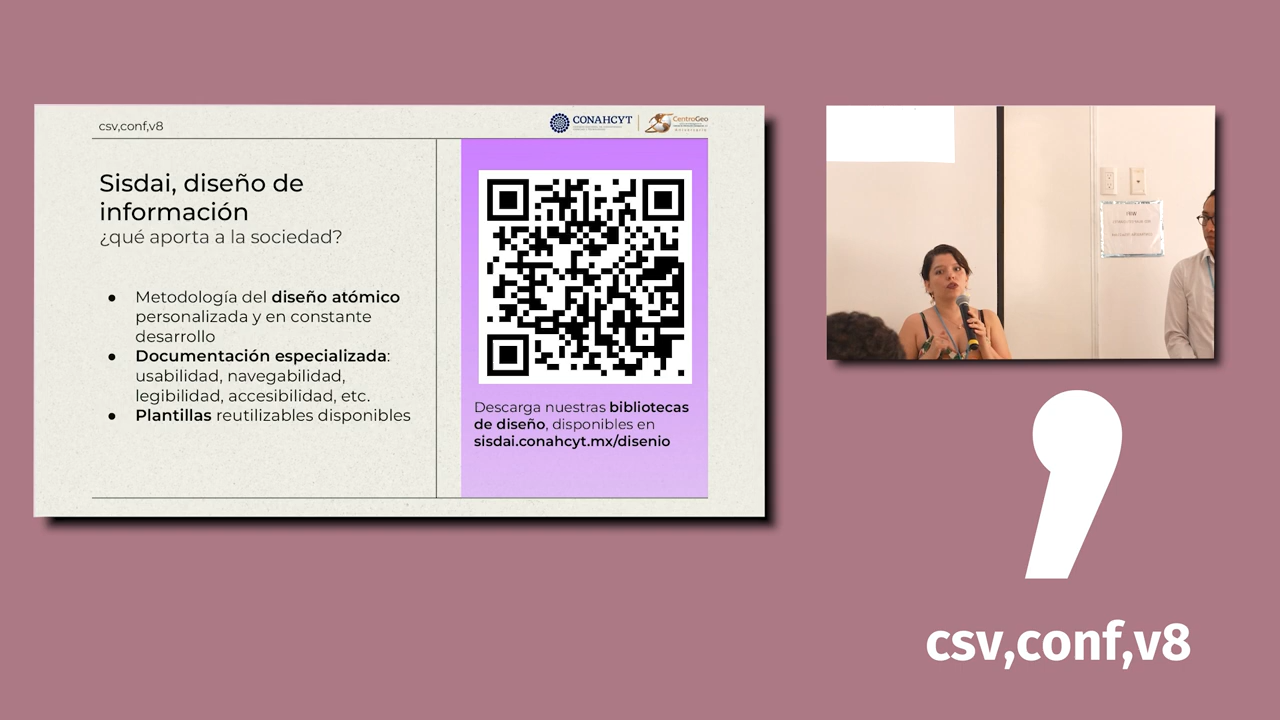 csv,conf,v8
CONAHCYT
CentroGeo
Sisdai, diseño de
información
¿qué aporta a la sociedad?
● Metodología del diseño atómico
personalizada y en constante
desarrollo
● Documentación especializada:
usabilidad, navegabilidad,
legibilidad, accesibilidad, etc.
● Plantillas reutilizables disponibles
Descarga nuestras bibliotecas
de diseño, disponibles en
sisdai.conahcyt.mx/disenio
,
csv,conf,v8